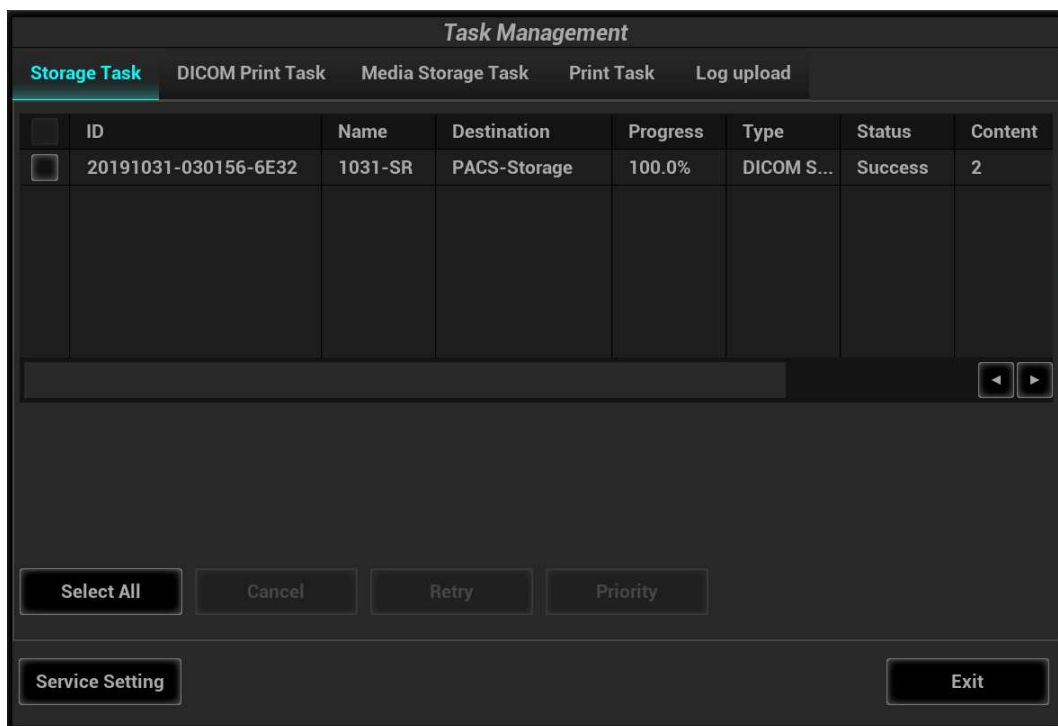 Task Management
Storage Task DICOM Print Task Media Storage Task Print Task Log upload
ID Name Destination Progress Type Status Content
20191031-030156-6E32 1031-SR PACS-Storage 100.0% DICOM S... Success 2
Select All Cancel Retry Priority
Service Setting Exit